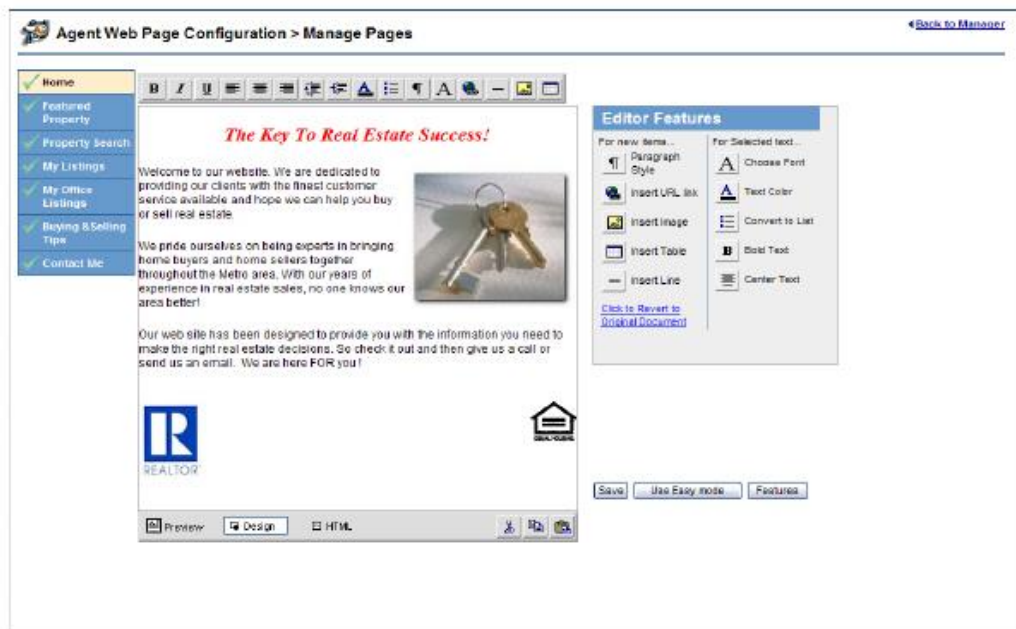 Agent Web Page Configuration > Manage Pages
Back to Manager
Home
Featured
Property
Property Search
My Listings
My Office
Listings
Buying & Selling
Tips
Contact Me
B I U
The Key To Real Estate Success!
Welcome to our website. We are dedicated to
providing our clients with the finest customer
service available and hope we can help you buy
or sell real estate.
We pride ourselves on being experts in bringing
home buyers and home sellers together
throughout the Metro area. With our years of
experience in real estate sales, no one knows our
area better!
Our web site has been designed to provide you with the information you need to
make the right real estate decisions. So check it out and then give us a call or
send us an email. We are here FOR you!
REALTOR
Preview
Design
HTML
Editor Features
For new items...
Paragraph
Style
Insert URL link
Insert Image
Insert Table
Insert Line
Click to Revert to
Original Document
For Selected text...
Choose Font
Text Color
Convert to List
B Bold Text
Center Text
Save
Use Easy mode
Features